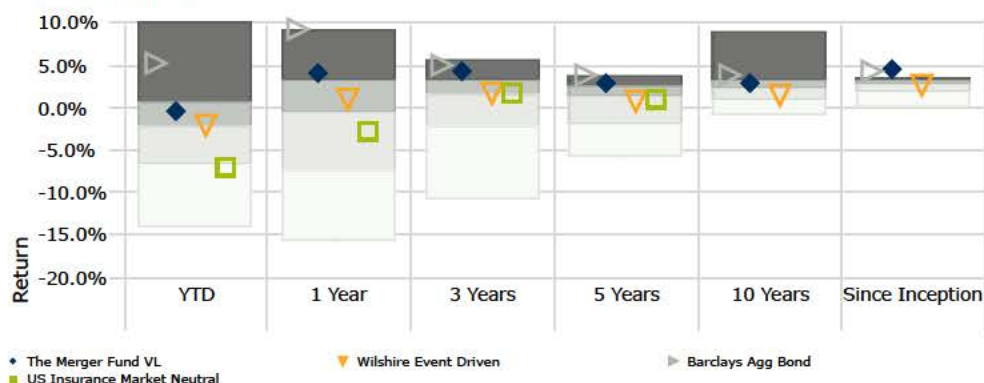 10.0%
5.0%
0.0%
-5.0%
-10.0%
-15.0%
-20.0%
Return
YTD 1 Year 3 Years 5 Years 10 Years Since Inception
The Merger Fund VL Wilshire Event Driven Barclays Agg Bond
US Insurance Market Neutral